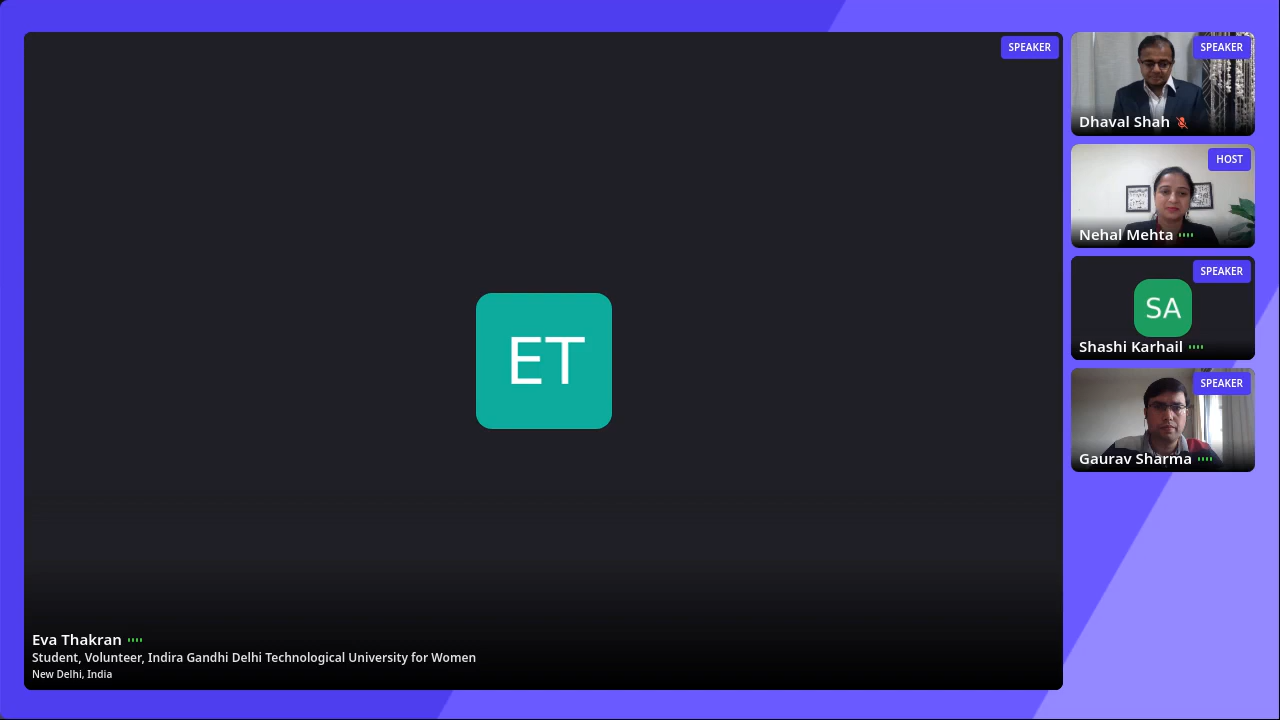 SPEAKER
ET
Eva Thakran
Student, Volunteer, Indira Gandhi Delhi Technological University for Women
New Delhi, India
SPEAKER
Dhaval Shah
HOST
Nehal Mehta
SPEAKER
SA
Shashi Karhail
SPEAKER
Gaurav Sharma